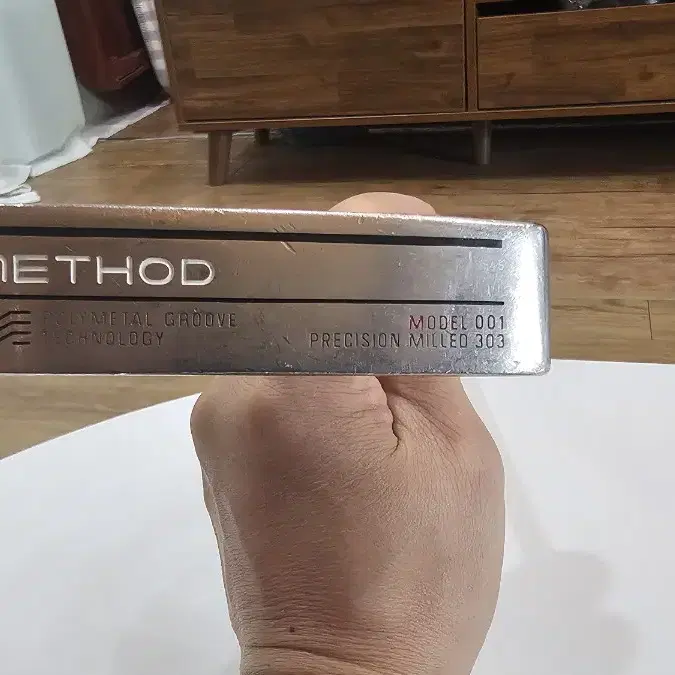 METHOD
POLYMETAL GROOVE
TECHNOLOGY
MODEL 001
PRECISION MILLED 303